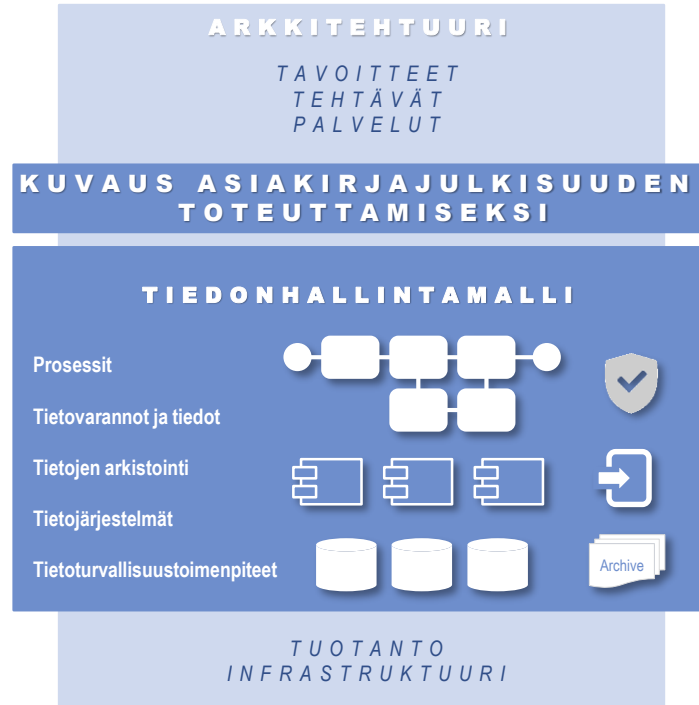 ARKKITEHTUURI
TAVOITTEET
TEHTÄVÄT
PALVELUT
KUVAUS ASIAKIRJAJULKISUUDEN
TOTEUTTAMISEKSI
TIEDONHALLINTAMALLI
Prosessit
Tietovarannot ja tiedot
Tietojen arkistointi
Tietojärjestelmät
Tietoturvallisuustoimenpiteet
Archive
TUOTANTO
INFRASTRUKTUURI